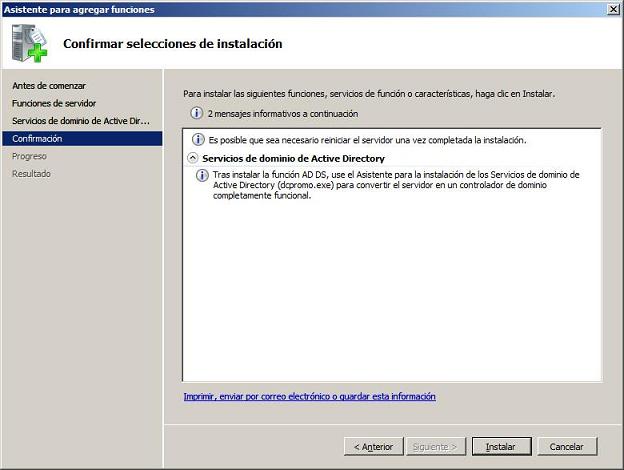 Asistente para agregar funciones
Confirmar selecciones de instalación
Antes de comenzar
Funciones de servidor
Servicios de dominio de Active Dir...
Confirmación
Progreso
Resultado
Para instalar las siguientes funciones, servicios de función o características, haga clic en Instalar.
2 mensajes informativos a continuación
Es posible que sea necesario reiniciar el servidor una vez completada la instalación.
Servicios de dominio de Active Directory
Tras instalar la función AD DS, use el Asistente para la instalación de los Servicios de dominio de
Active Directory (dcpromo.exe) para convertir el servidor en un controlador de dominio
completamente funcional.
Imprimir, enviar por correo electrónico o guardar esta información
< Anterior
Siguiente >
Instalar
Cancelar